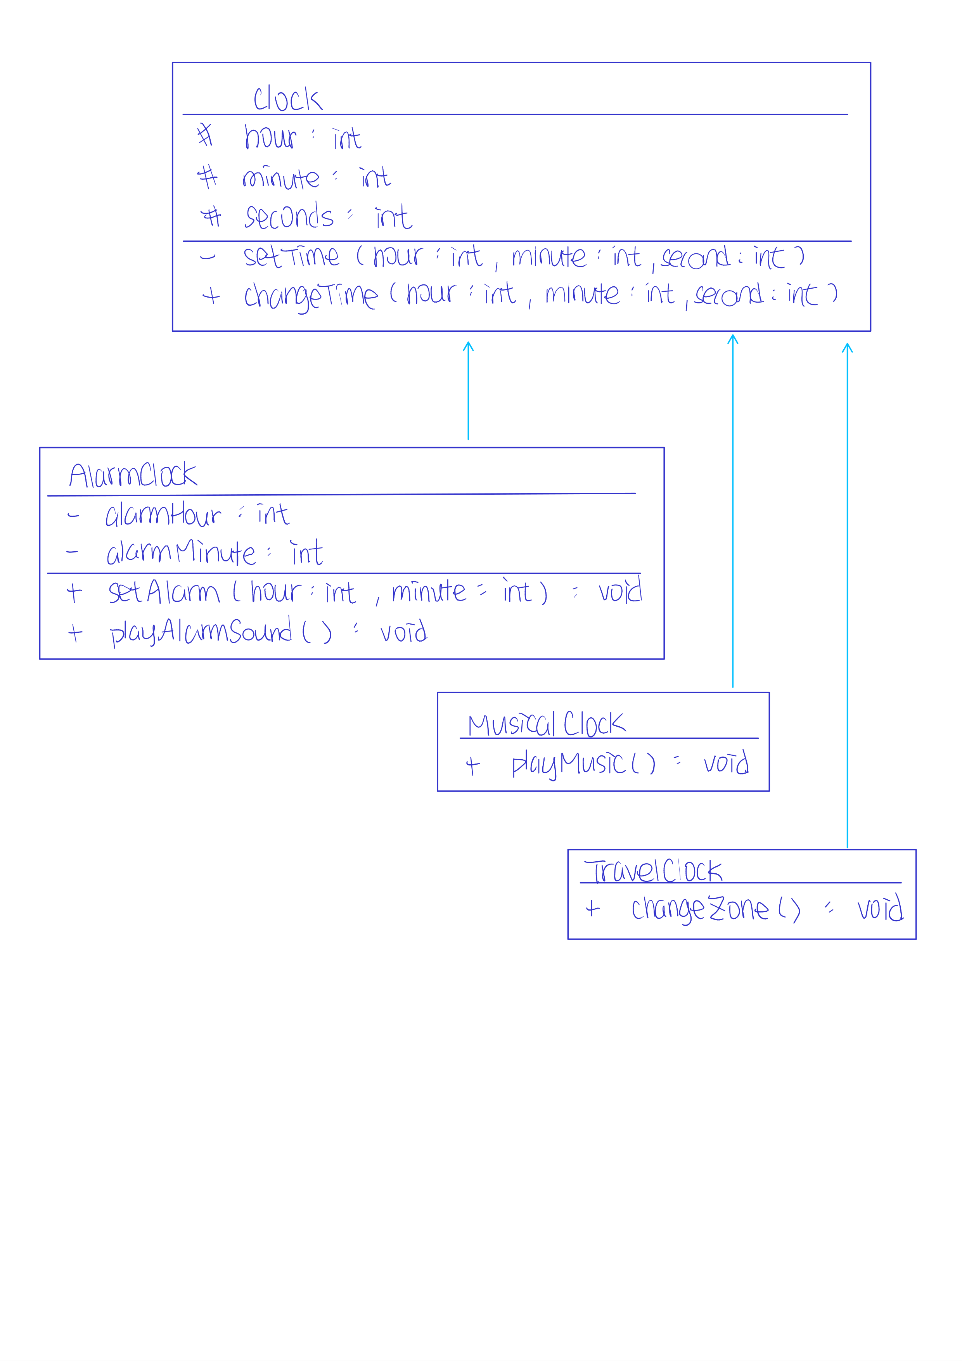 Clock
# hour : int
# minute : int
# seconds : int
- setTime (hour : int, minute : int, second : int)
+ changeTime (hour : int, minute : int, second : int)
AlarmClock
- alarmHour : int
- alarmMinute : int
+ setAlarm (hour : int, minute : int) : void
+ playAlarmSound () : void
Musical Clock
+ playMusic() : void
TravelClock
+ changeZone () : void